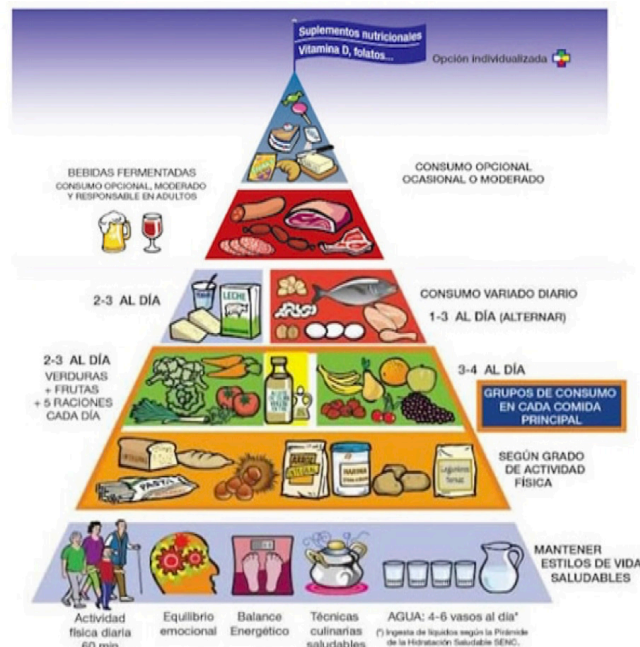 Suplementos nutricionales
Vitamina D, folatos...
Opción individualizada
BEBIDAS FERMENTADAS
CONSUMO OPCIONAL, MODERADO
Y RESPONSABLE EN ADULTOS
CONSUMO OPCIONAL
OCASIONAL O MODERADO
2-3 AL DÍA
LECHE
CONSUMO VARIADO DIARIO
1-3 AL DÍA (ALTERNAR)
2-3 AL DÍA
VERDURAS
+ FRUTAS
+ 5 RACIONES
CADA DÍA
3-4 AL DÍA
GRUPOS DE CONSUMO
EN CADA COMIDA
PRINCIPAL
INTEGRAL
PASTA
ARROZ
INTEGRAL
HARINA
Legumbres
SEGÚN GRADO
DE ACTIVIDAD
FÍSICA
MANTENER
ESTILOS DE VIDA
SALUDABLES
Actividad
física diaria
60 min
Equilibrio
emocional
Balance
Energético
Técnicas
culinarias
saludables
AGUA: 4-6 vasos al día*
(*) Ingesta de líquidos según la Pirámide
de la Hidratación Saludable SENC.